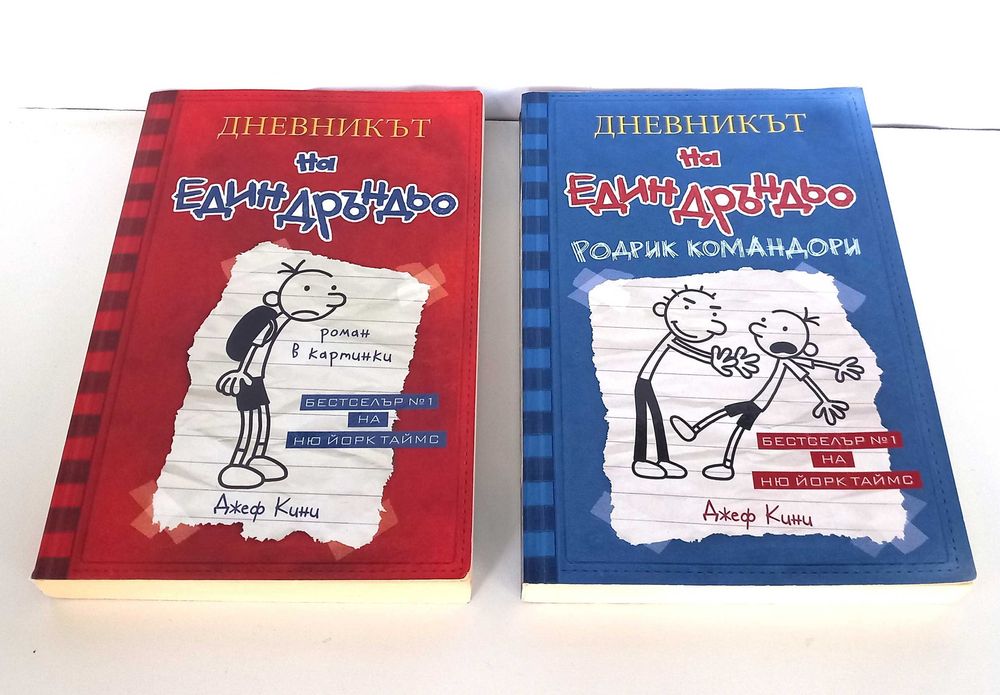 ДНЕВНИКЪТ
на
ЕДИН ДРЪНДЬО
роман
в картинки
БЕСТСЕЛЪР №1
НА
НЮ ЙОРК ТАЙМС
Джеф Кини
ДНЕВНИКЪТ
на
ЕДИН ДРЪНДЬО
РОДРИК КОМАНДОРИ
БЕСТСЕЛЪР №1
НА
НЮ ЙОРК ТАЙМС
Джеф Кини